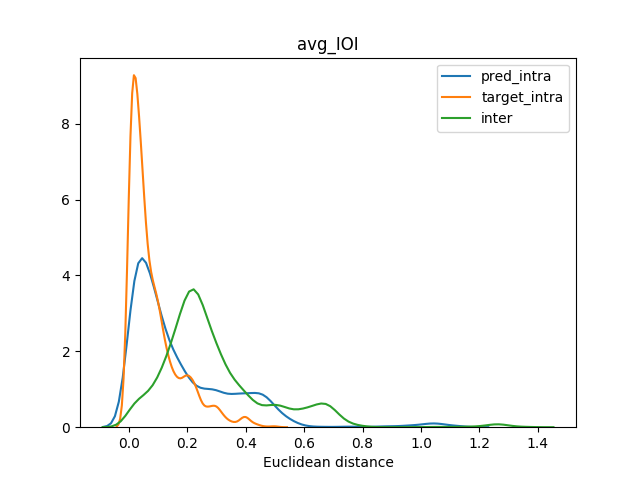 avg_IOI
pred_intra
target_intra
inter
8
6
4
2
0
0.0 0.2 0.4 0.6 0.8 1.0 1.2 1.4
Euclidean distance